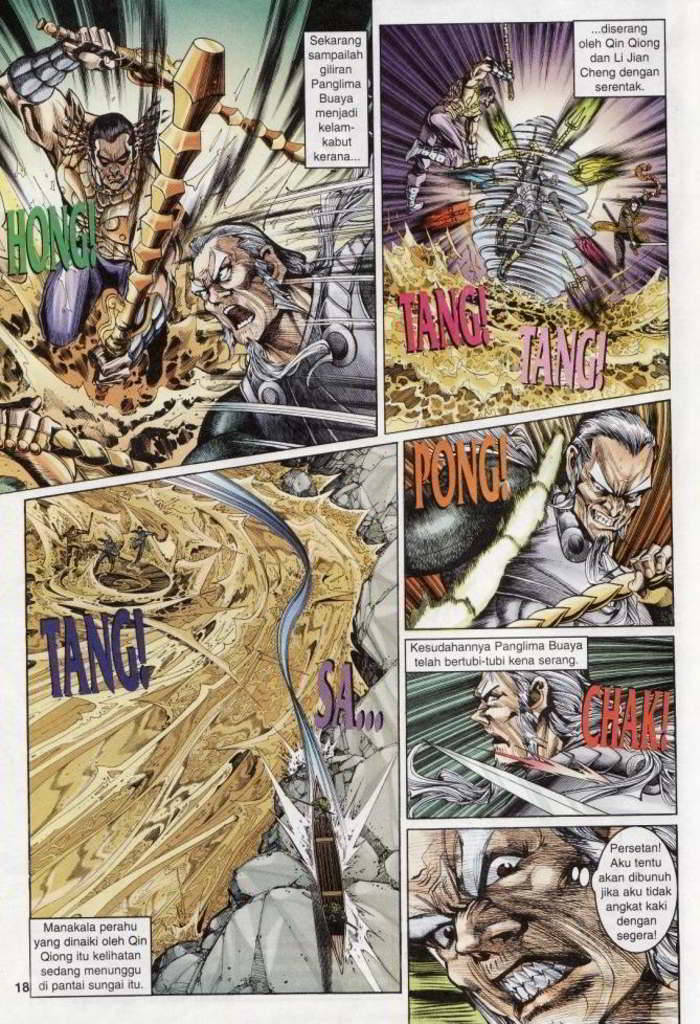 Sekarang
sampailah
giliran
Panglima
Buaya
menjadi
kelam-
kabut
kerana...
HONG!
...diserang
oleh Qin Qiong
dan Li Jian
Cheng dengan
serentak.
TANG!
TANG!
PONG!
TANG!
SA...
Manakala perahu
yang dinaiki oleh Qin
Qiong itu kelihatan
sedang menunggu
di pantai sungai itu.
Kesudahannya Panglima Buaya
telah bertubi-tubi kena serang.
CHAK!
Persetan!
Aku tentu
akan dibunuh
jika aku tidak
angkat kaki
dengan
segera!
18